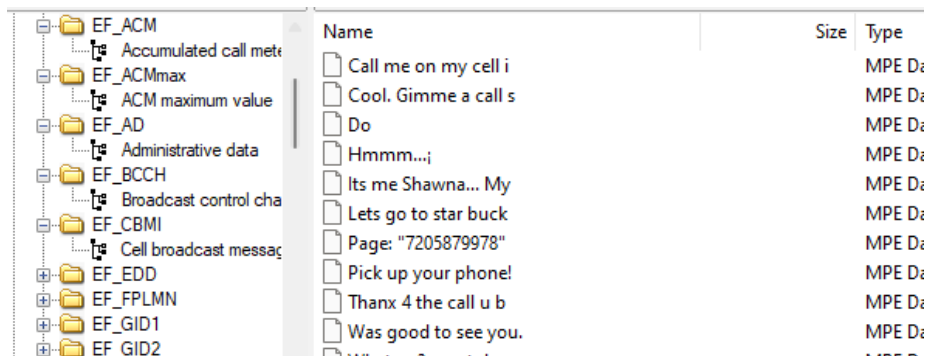 EF_ACM
Accumulated call mete
EF_ACMmax
ACM maximum value
EF_AD
Administrative data
EF_BCCH
Broadcast control cha
EF_CBMI
Cell broadcast messag
EF_EDD
EF_FPLMN
EF_GID1
EF_GID2
Name Size Type
Call me on my cell i MPE Da
Cool. Gimme a call s MPE Da
Do MPE Da
Hmmm...¡ MPE Da
Its me Shawna... My MPE Da
Lets go to star buck MPE Da
Page: "7205879978" MPE Da
Pick up your phone! MPE Da
Thanx 4 the call u b MPE Da
Was good to see you. MPE Da